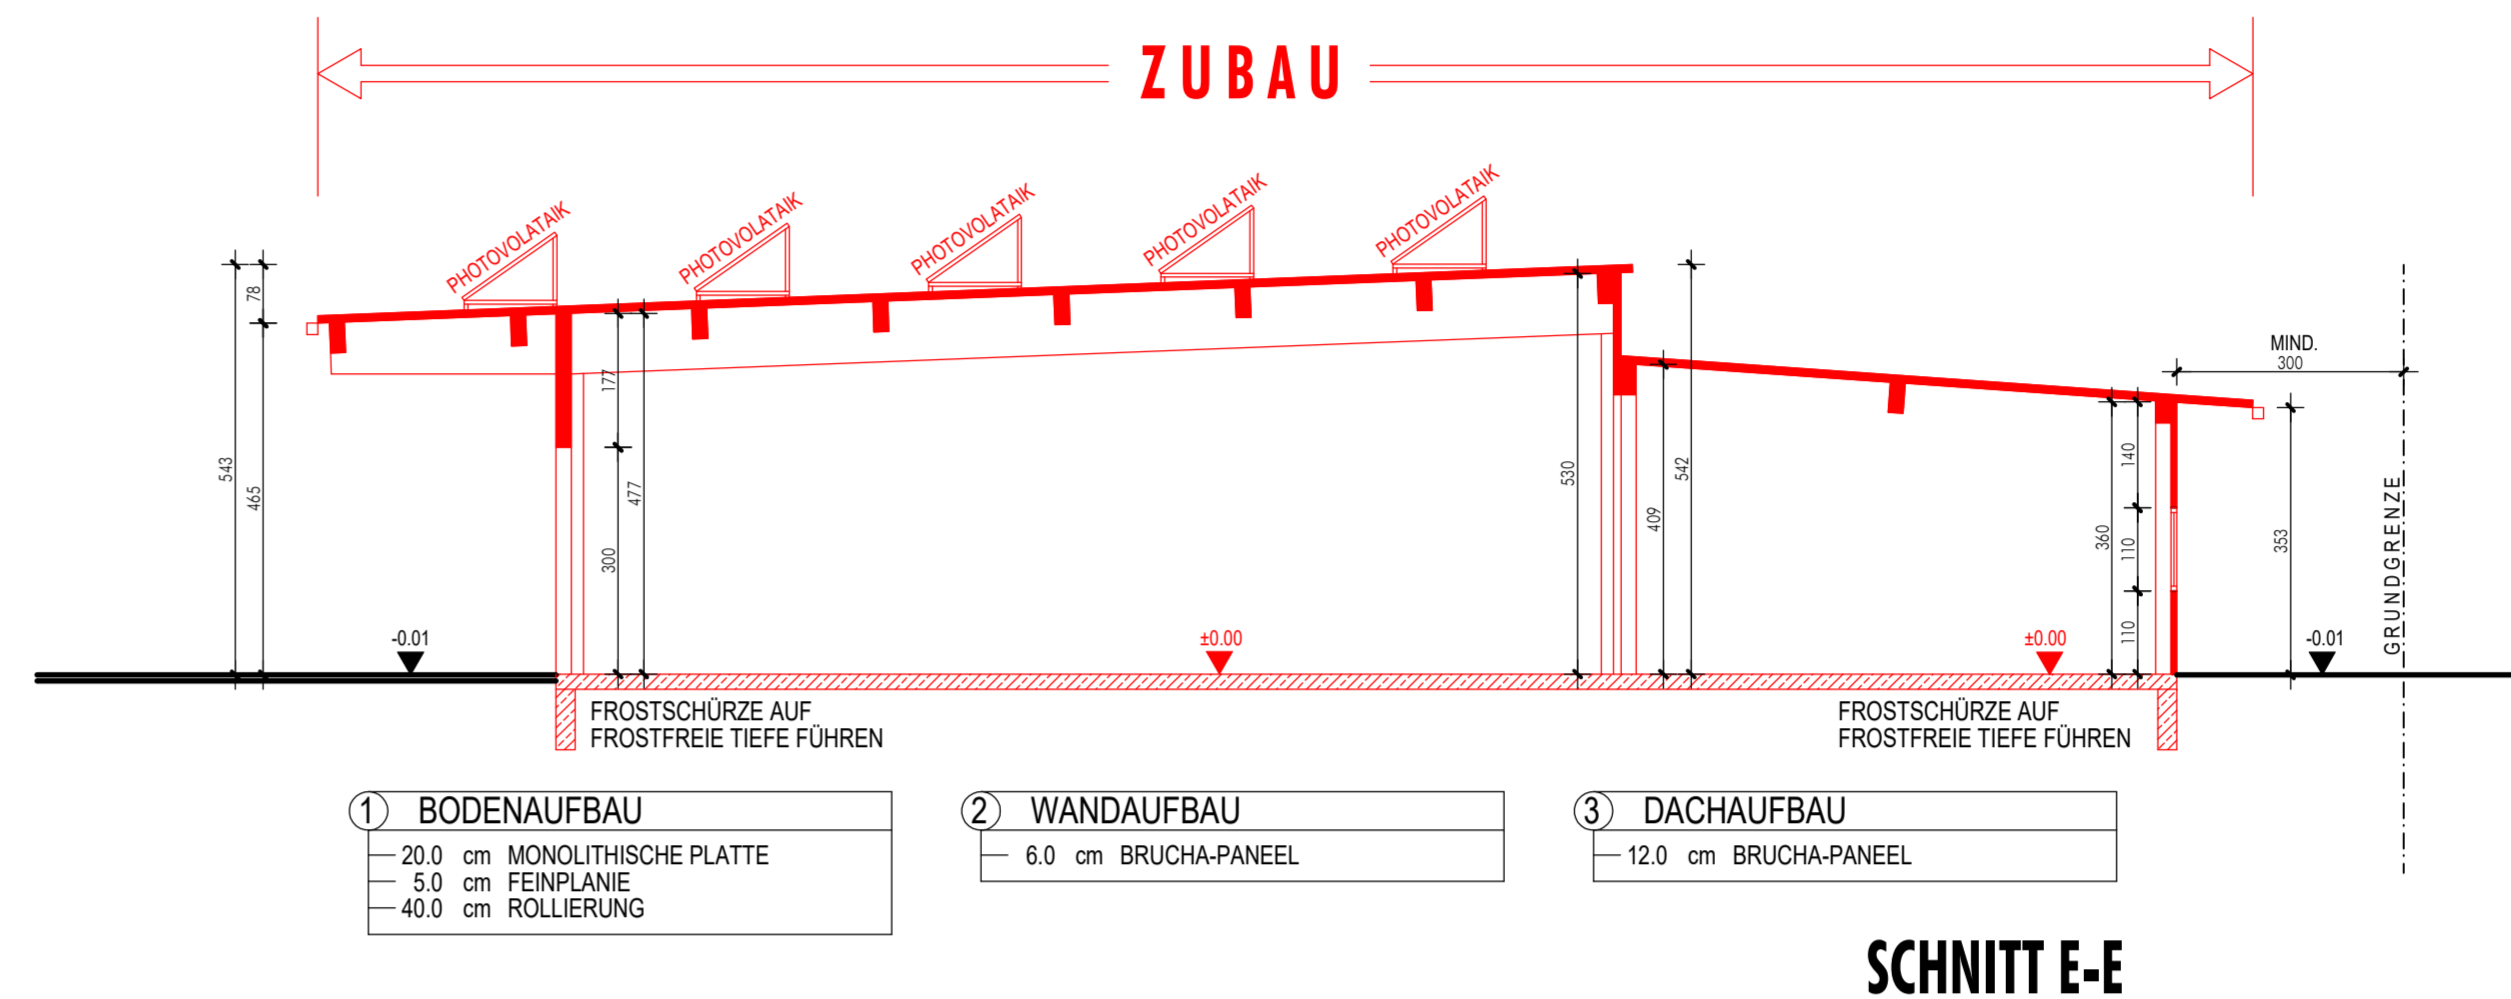 ZUBAU
PHOTOVOLATAIK
PHOTOVOLATAIK
PHOTOVOLATAIK
PHOTOVOLATAIK
PHOTOVOLATAIK
78
543
465
177
477
300
530
542
409
MIND.
300
140
360
110
110
353
GRUNDGRENZE
-0.01
±0.00
±0.00
-0.01
FROSTSCHÜRZE AUF
FROSTFREIE TIEFE FÜHREN
FROSTSCHÜRZE AUF
FROSTFREIE TIEFE FÜHREN
1 BODENAUFBAU
20.0 cm MONOLITHISCHE PLATTE
5.0 cm FEINPLANIE
40.0 cm ROLLIERUNG
2 WANDAUFBAU
6.0 cm BRUCHA-PANEEL
3 DACHAUFBAU
12.0 cm BRUCHA-PANEEL
SCHNITT E-E